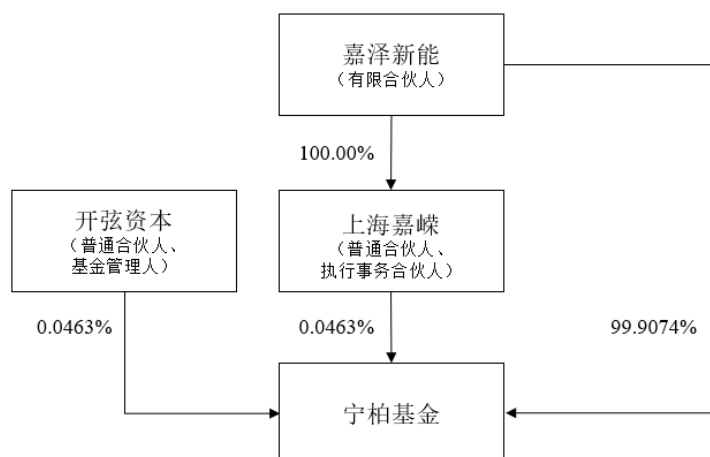 嘉泽新能
（有限合伙人）
100.00%
开弦资本
（普通合伙人、
基金管理人）
上海嘉嵘
（普通合伙人、
执行事务合伙人）
0.0463%
0.0463%
99.9074%
宁柏基金